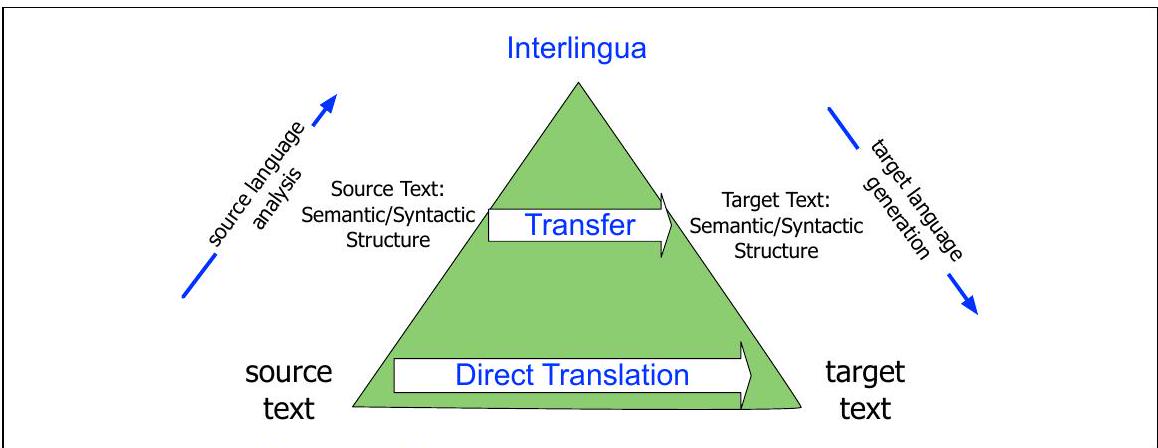 Interlingua
source language
analysis
target language
generation
Source Text:
Semantic/Syntactic
Structure
Transfer
Target Text:
Semantic/Syntactic
Structure
source
text
Direct Translation
target
text